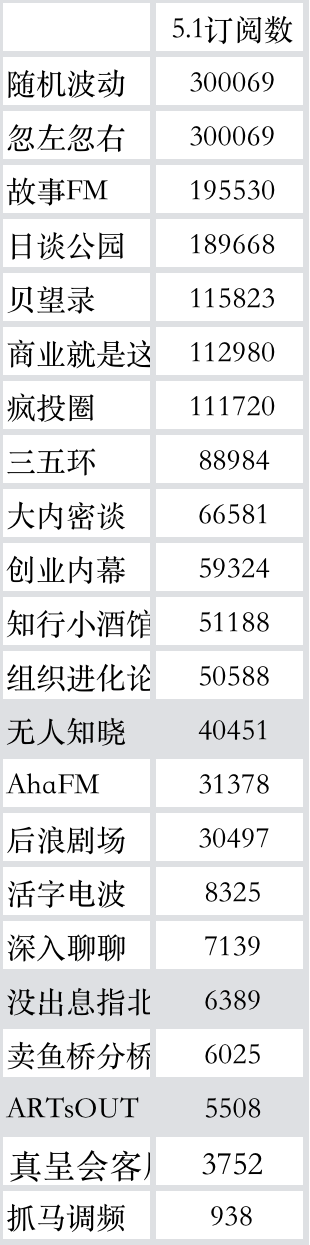 5.1订阅数
随机波动 300069
忽左忽右 300069
故事FM 195530
日谈公园 189668
贝望录 115823
商业就是这 112980
疯投圈 111720
三五环 88984
大内密谈 66581
创业内幕 59324
知行小酒馆 51188
组织进化论 50588
无人知晓 40451
AhaFM 31378
后浪剧场 30497
活字电波 8325
深入聊聊 7139
没出息指北 6389
卖鱼桥分桥 6025
ARTsOUT 5508
真呈会客 3752
抓马调频 938